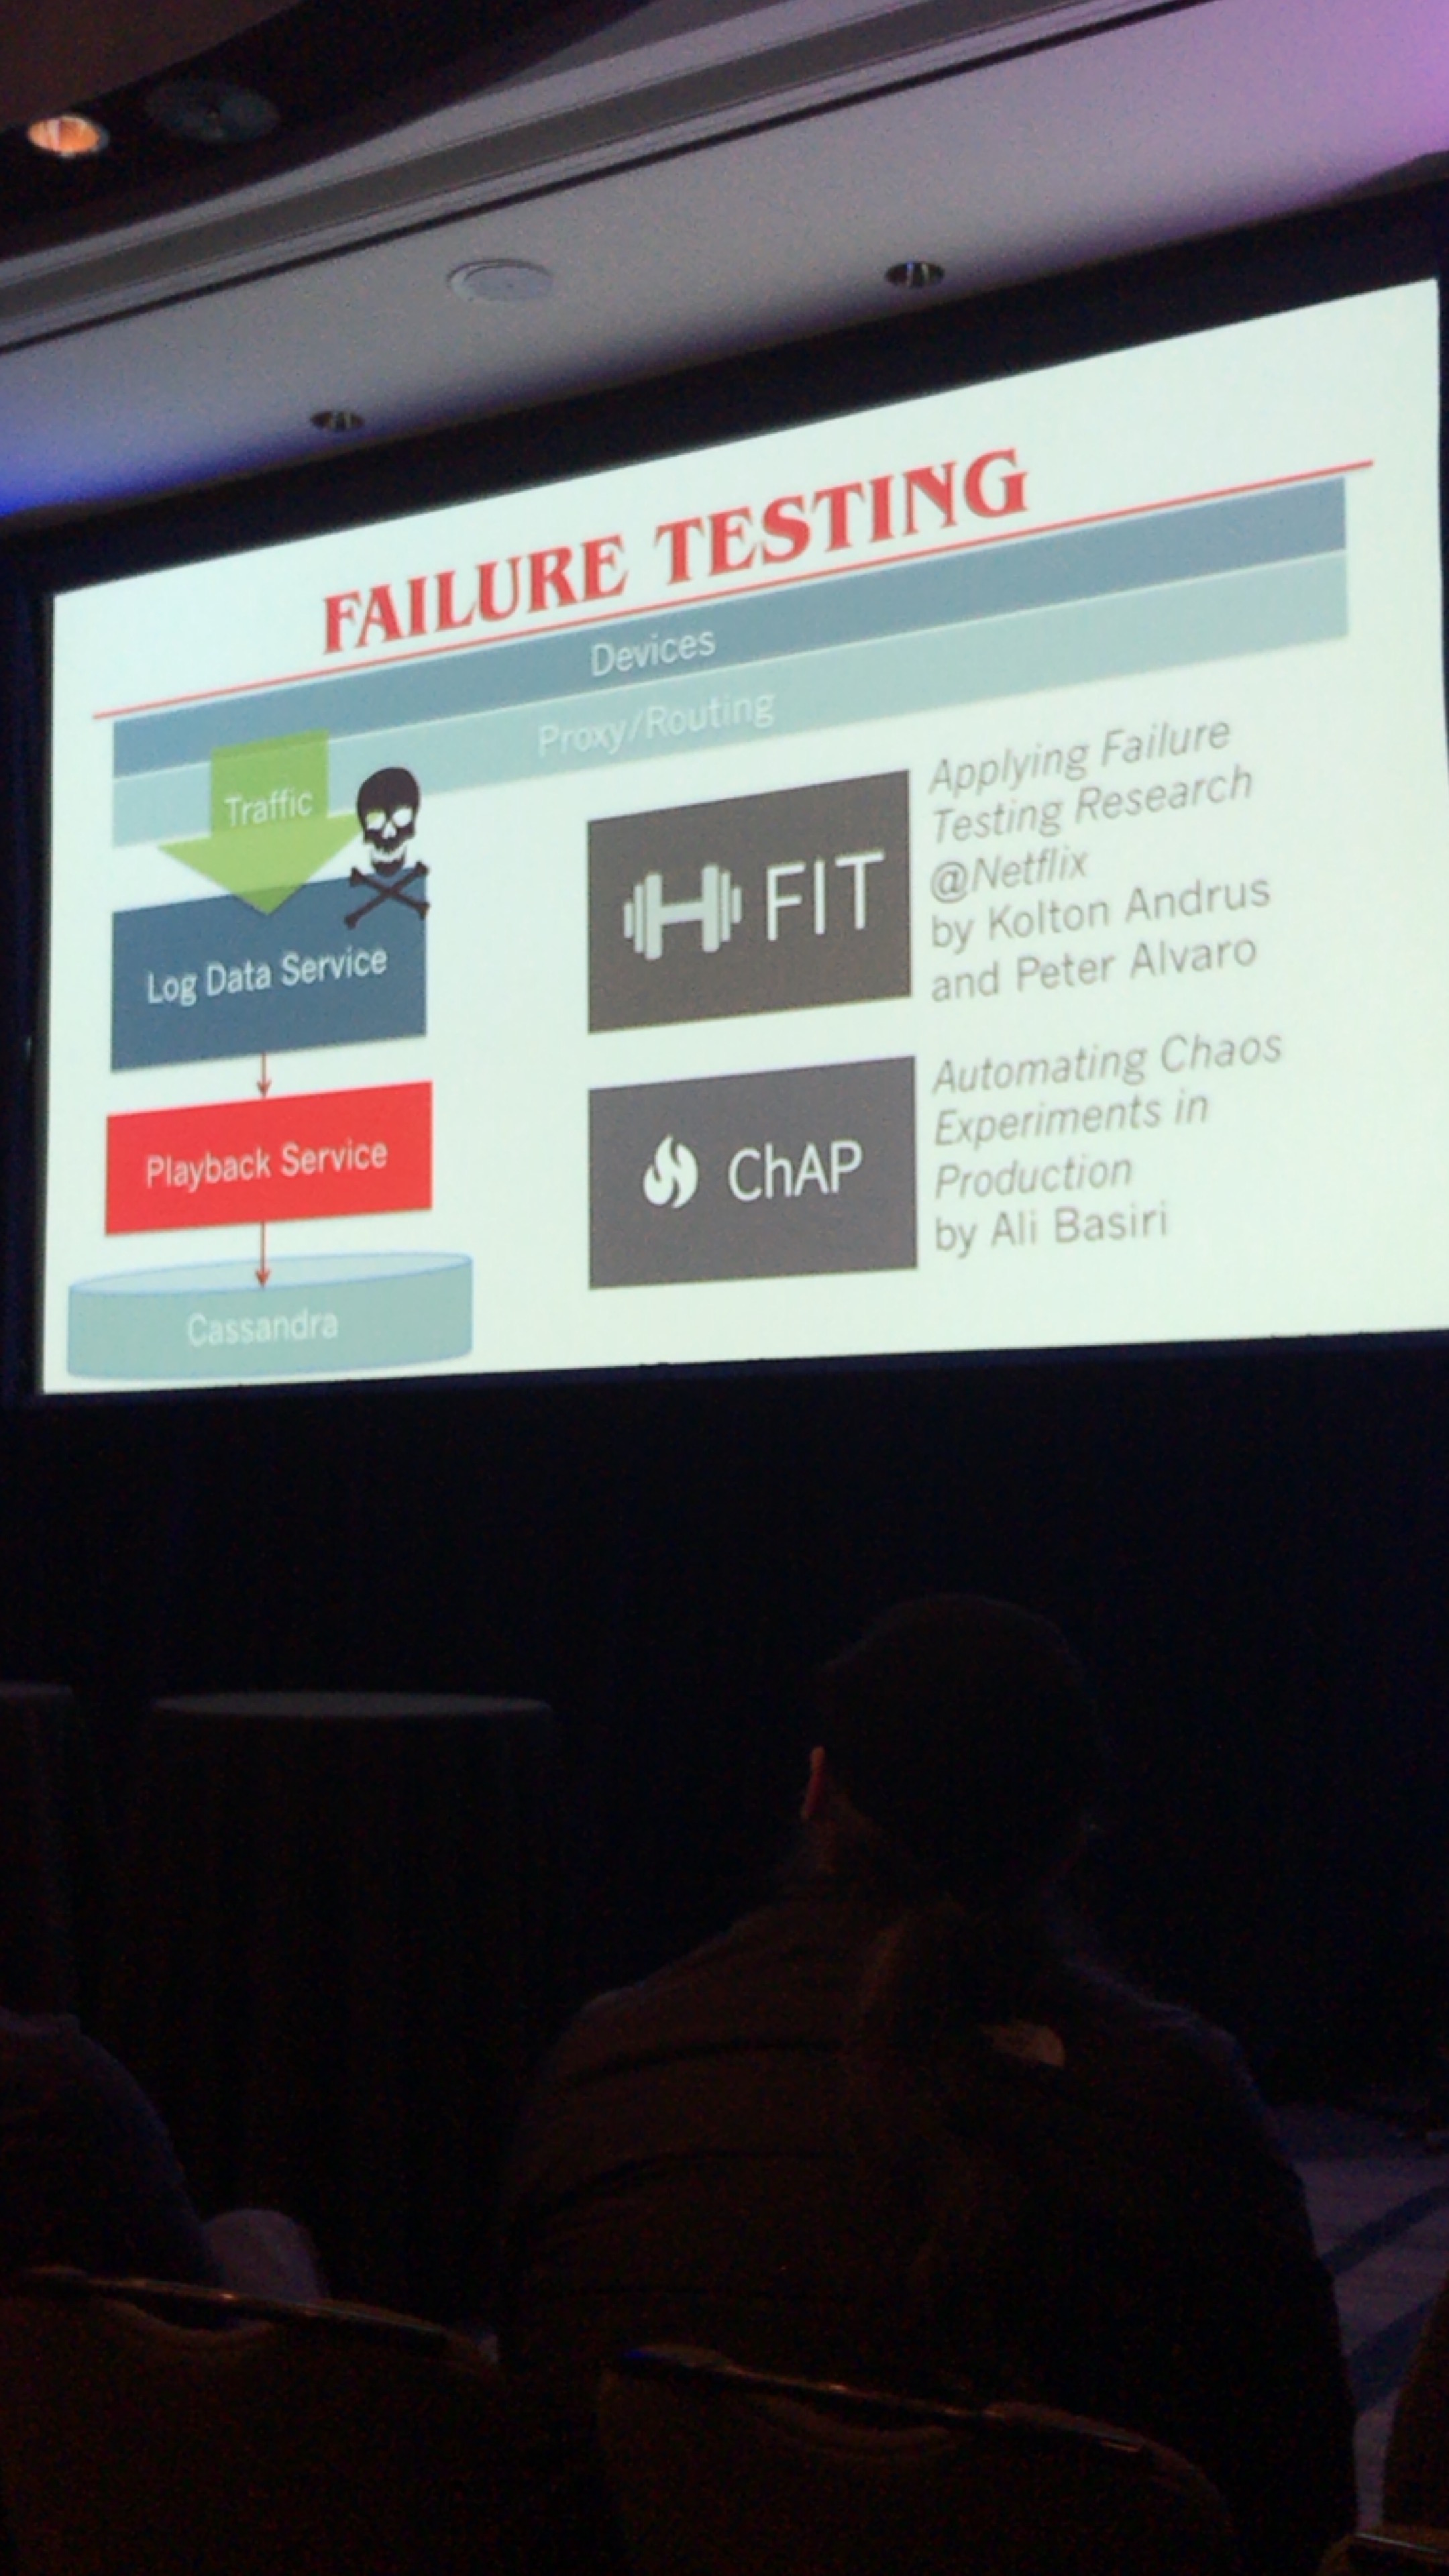 FAILURE TESTING
Devices
Proxy/Routing
Traffic
Log Data Service
Playback Service
Cassandra
FIT
Applying Failure
Testing Research
@Netflix
by Kolton Andrus
and Peter Alvaro
ChAP
Automating Chaos
Experiments in
Production
by Ali Basiri